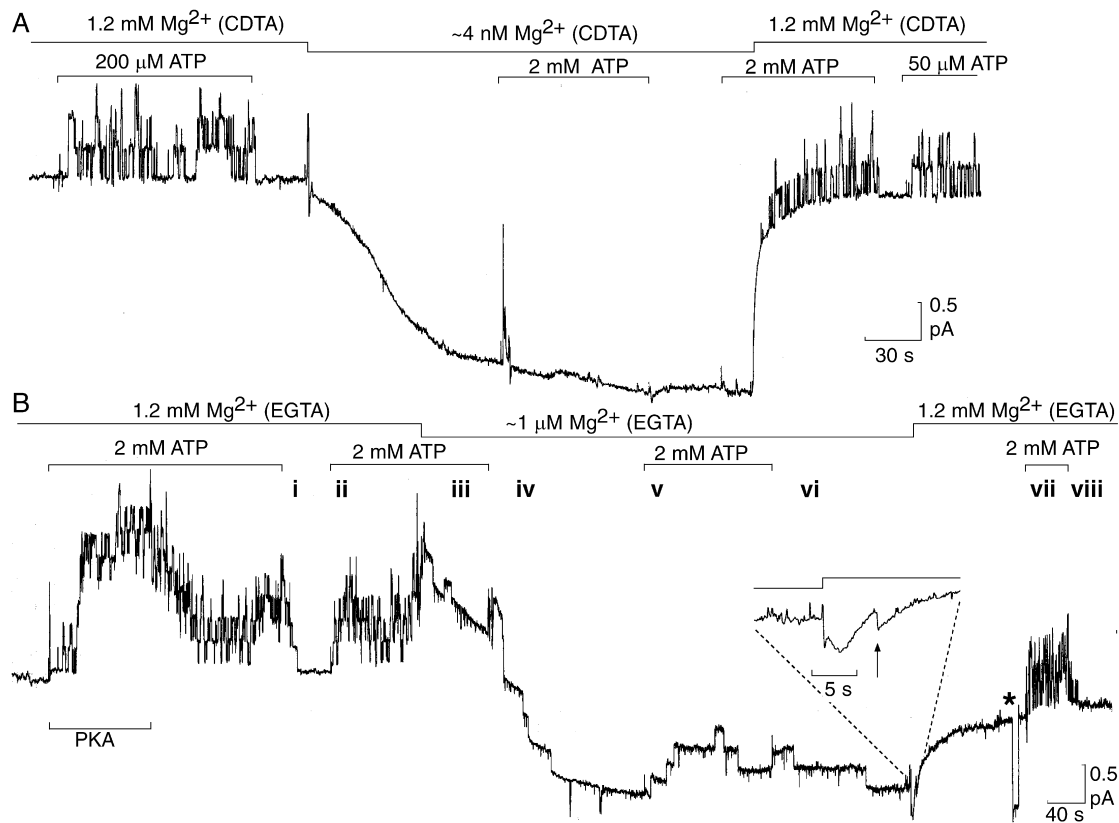 A
1.2 mM Mg2+ (CDTA)
~4 nM Mg2+ (CDTA)
1.2 mM Mg2+ (CDTA)
200 μM ATP
2 mM ATP
2 mM ATP
50 μM ATP
0.5
pA
30 s
B
1.2 mM Mg2+ (EGTA)
~1 μM Mg2+ (EGTA)
1.2 mM Mg2+ (EGTA)
2 mM ATP
2 mM ATP
2 mM ATP
2 mM ATP
i
ii
iii
iv
v
vi
vii
viii
5 s
*
PKA
0.5
pA
40 s